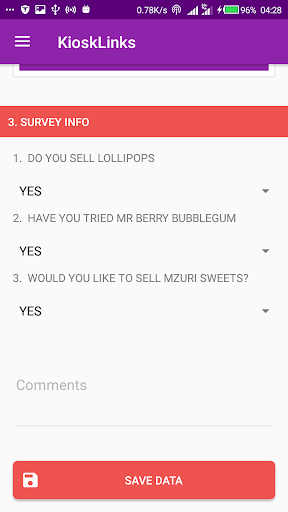 0.78K/s 96% 04:28
KioskLinks
3. SURVEY INFO
1. DO YOU SELL LOLLIPOPS
YES
2. HAVE YOU TRIED MR BERRY BUBBLEGUM
YES
3. WOULD YOU LIKE TO SELL MZURI SWEETS?
YES
Comments
SAVE DATA